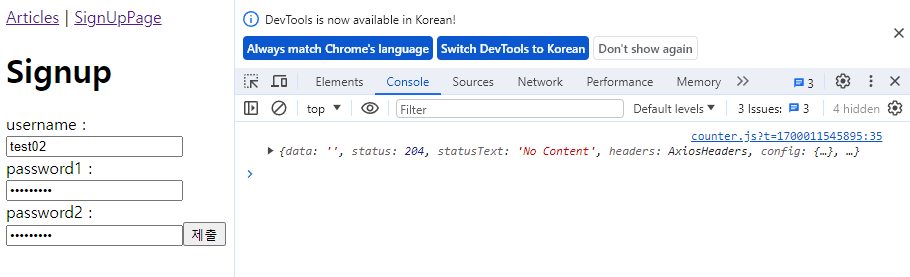 Articles | SignUpPage
Signup
username :
test02
password1 :
•••••••••
password2 :
•••••••••
제출
DevTools is now available in Korean!
Always match Chrome's language
Switch DevTools to Korean
Don't show again
Elements Console Sources Network Performance Memory 3
top Filter Default levels 3 Issues: 3 4 hidden
counter.js?t=1700011545895:35
{data: '', status: 204, statusText: 'No Content', headers: AxiosHeaders, config: {…}, …}